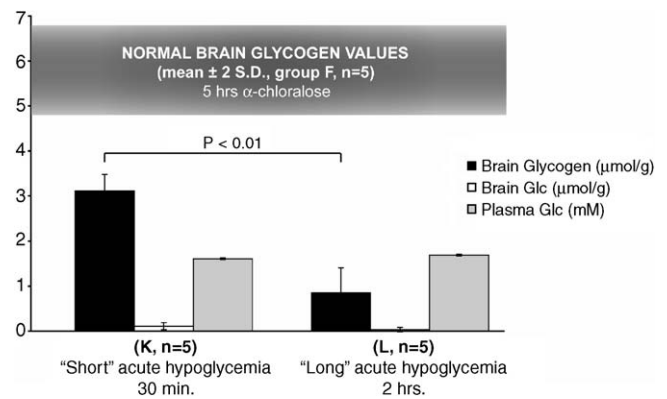 7
6
5
4
3
2
1
0
NORMAL BRAIN GLYCOGEN VALUES
(mean ± 2 S.D., group F, n=5)
5 hrs α-chloralose
P < 0.01
Brain Glycogen (μmol/g)
Brain Glc (μmol/g)
Plasma Glc (mM)
(K, n=5)
"Short" acute hypoglycemia
30 min.
(L, n=5)
"Long" acute hypoglycemia
2 hrs.